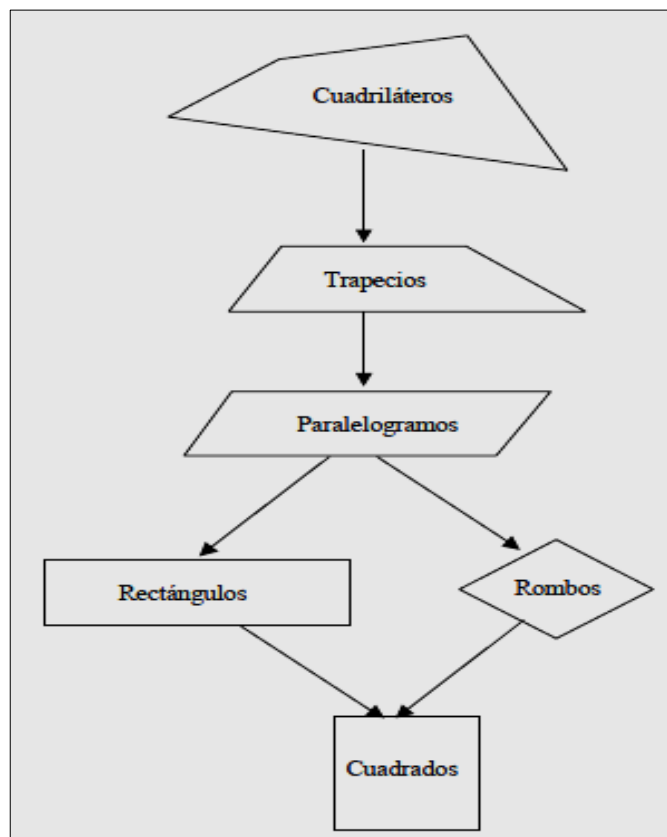 Cuadriláteros
Trapecios
Paralelogramos
Rectángulos
Rombos
Cuadrados